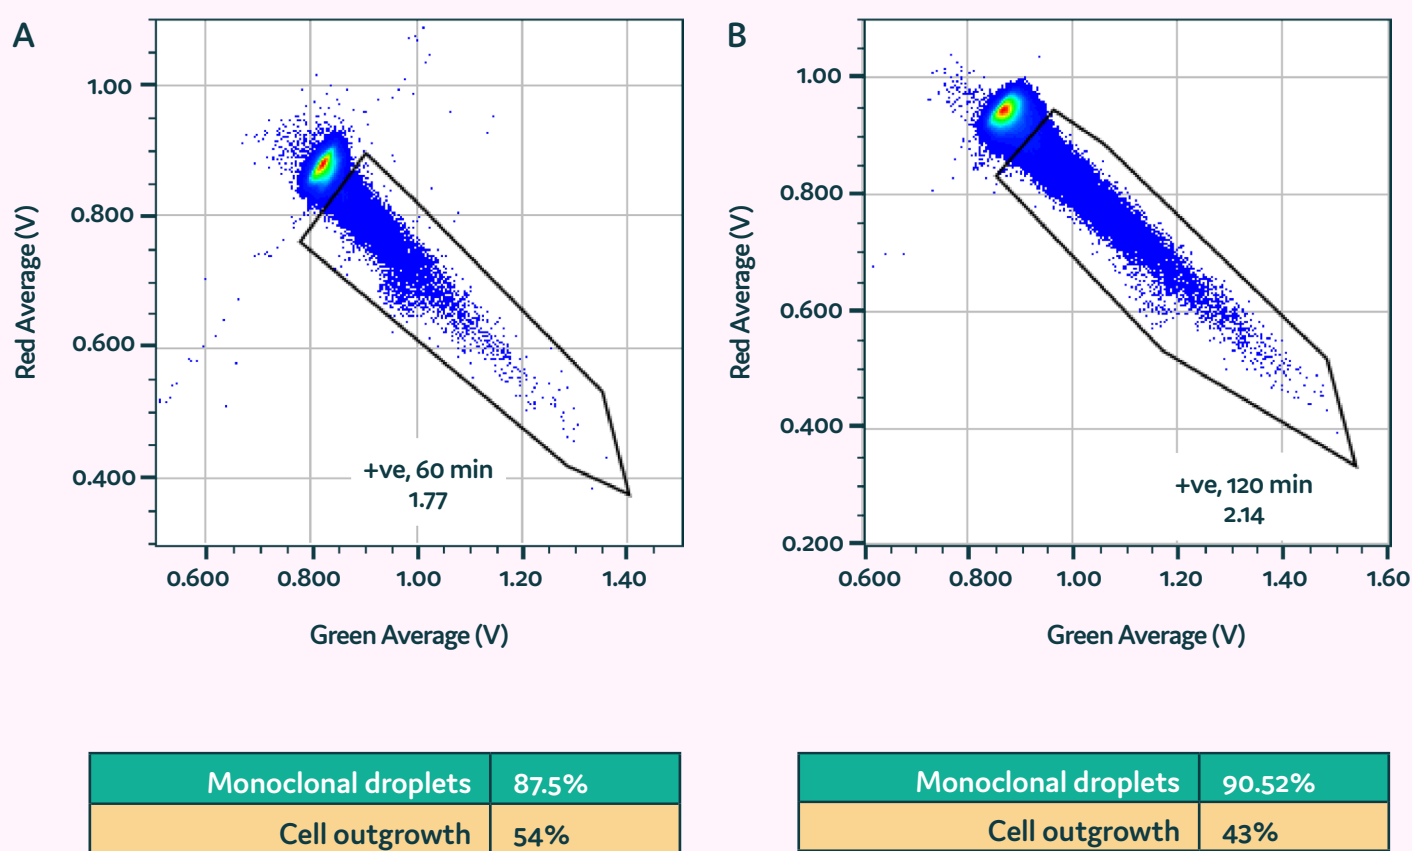 A
Red Average (V)
1.00
0.800
0.600
0.400
+ve, 60 min
1.77
0.600 0.800 1.00 1.20 1.40
Green Average (V)
Monoclonal droplets 87.5%
Cell outgrowth 54%
B
Red Average (V)
1.00
0.800
0.600
0.400
0.200
+ve, 120 min
2.14
0.600 0.800 1.00 1.20 1.40 1.60
Green Average (V)
Monoclonal droplets 90.52%
Cell outgrowth 43%